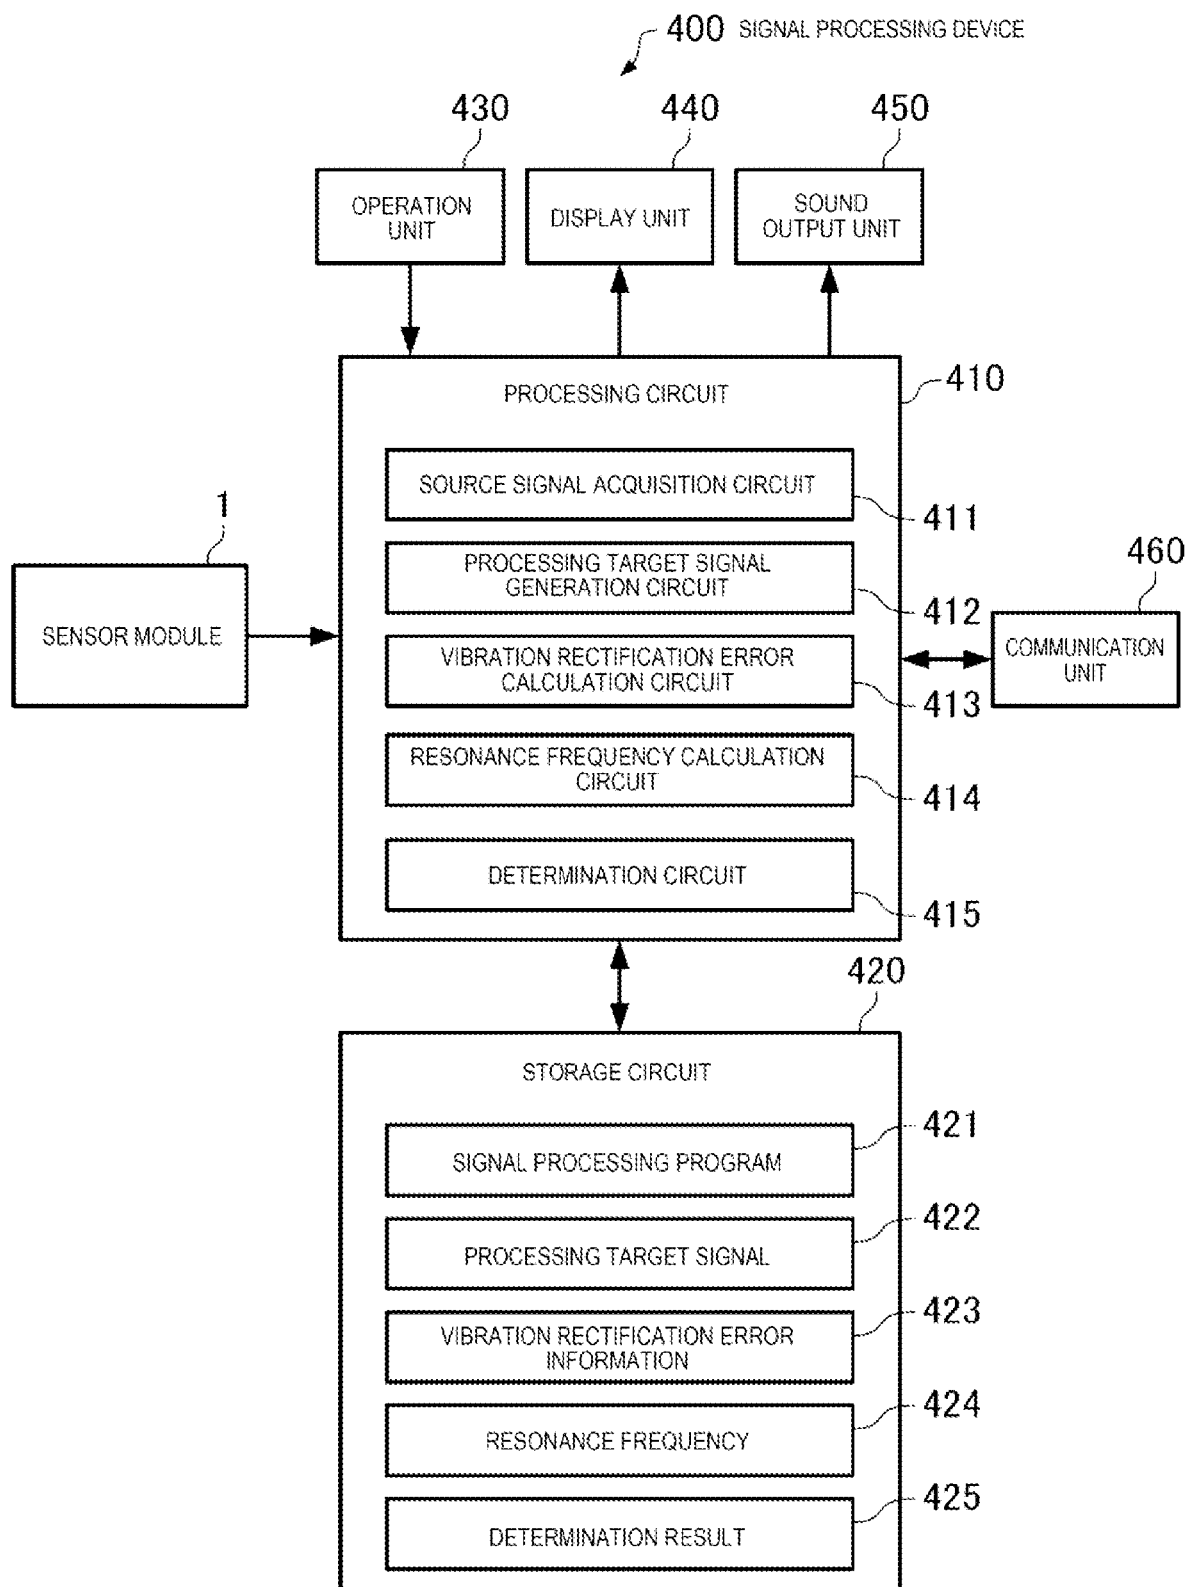 400 SIGNAL PROCESSING DEVICE
430
440
450
OPERATION
UNIT
DISPLAY UNIT
SOUND
OUTPUT UNIT
PROCESSING CIRCUIT
410
SOURCE SIGNAL ACQUISITION CIRCUIT
411
1
SENSOR MODULE
PROCESSING TARGET SIGNAL
GENERATION CIRCUIT
412
460
COMMUNICATION
UNIT
VIBRATION RECTIFICATION ERROR
CALCULATION CIRCUIT
413
RESONANCE FREQUENCY CALCULATION
CIRCUIT
414
DETERMINATION CIRCUIT
415
420
STORAGE CIRCUIT
421
SIGNAL PROCESSING PROGRAM
422
PROCESSING TARGET SIGNAL
423
VIBRATION RECTIFICATION ERROR
INFORMATION
424
RESONANCE FREQUENCY
425
DETERMINATION RESULT